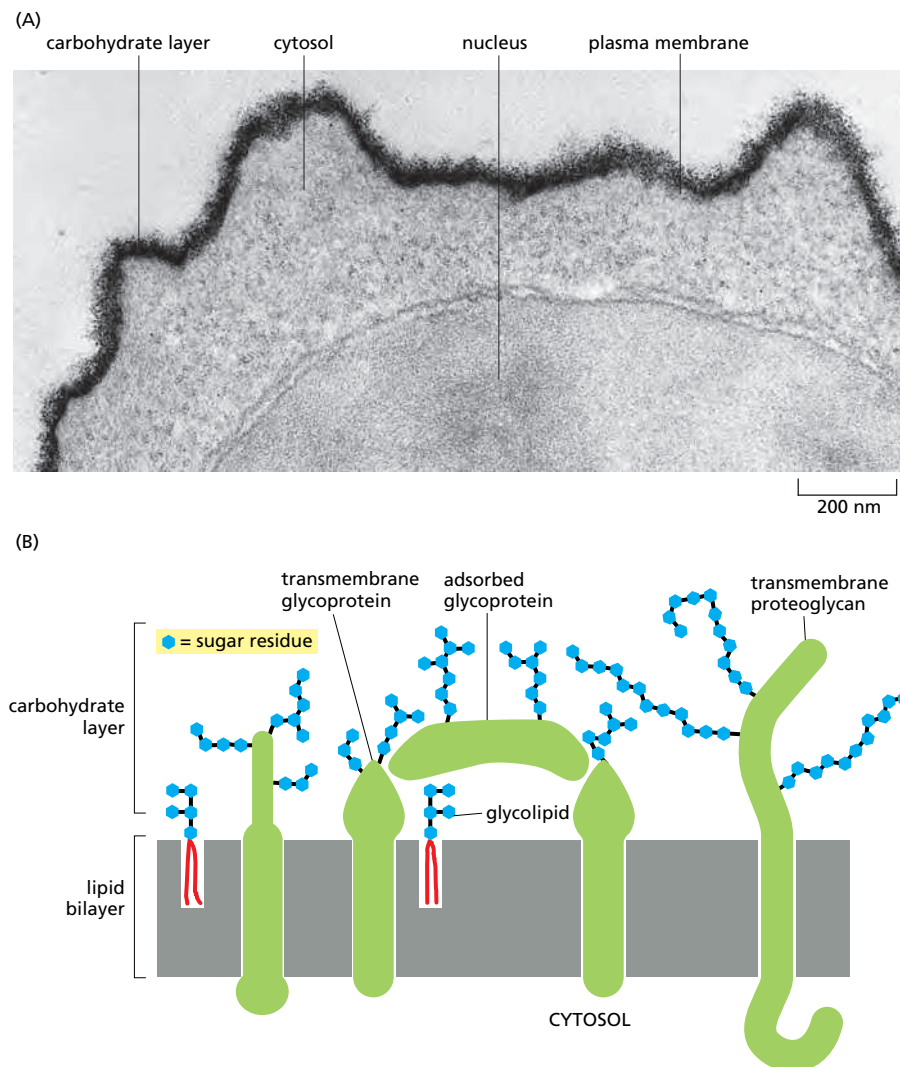 (A)
carbohydrate layer
cytosol
nucleus
plasma membrane
200 nm
(B)
transmembrane
glycoprotein
adsorbed
glycoprotein
transmembrane
proteoglycan
= sugar residue
carbohydrate
layer
glycolipid
lipid
bilayer
CYTOSOL